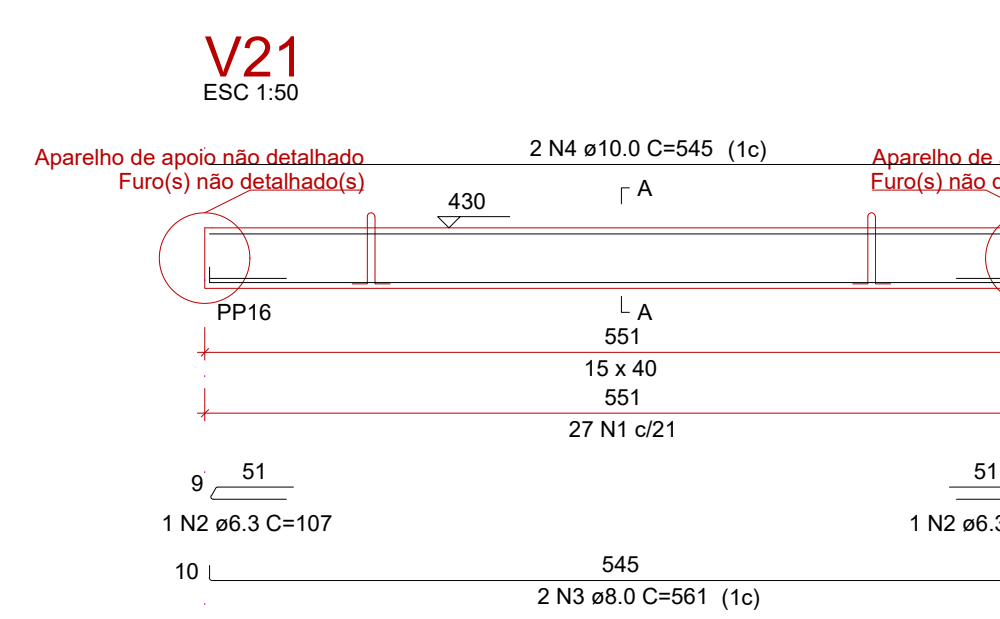 V21
ESC 1:50
2 N4 ø10.0 C=545 (1c)
Aparelho de apoio não detalhado
Furo(s) não detalhado(s)
Aparelho de
Furo(s) não
A
430
PP16
A
551
15 x 40
551
27 N1 c/21
9
51
51
1 N2 ø6.3 C=107
1 N2 ø6.3
10
545
2 N3 ø8.0 C=561 (1c)